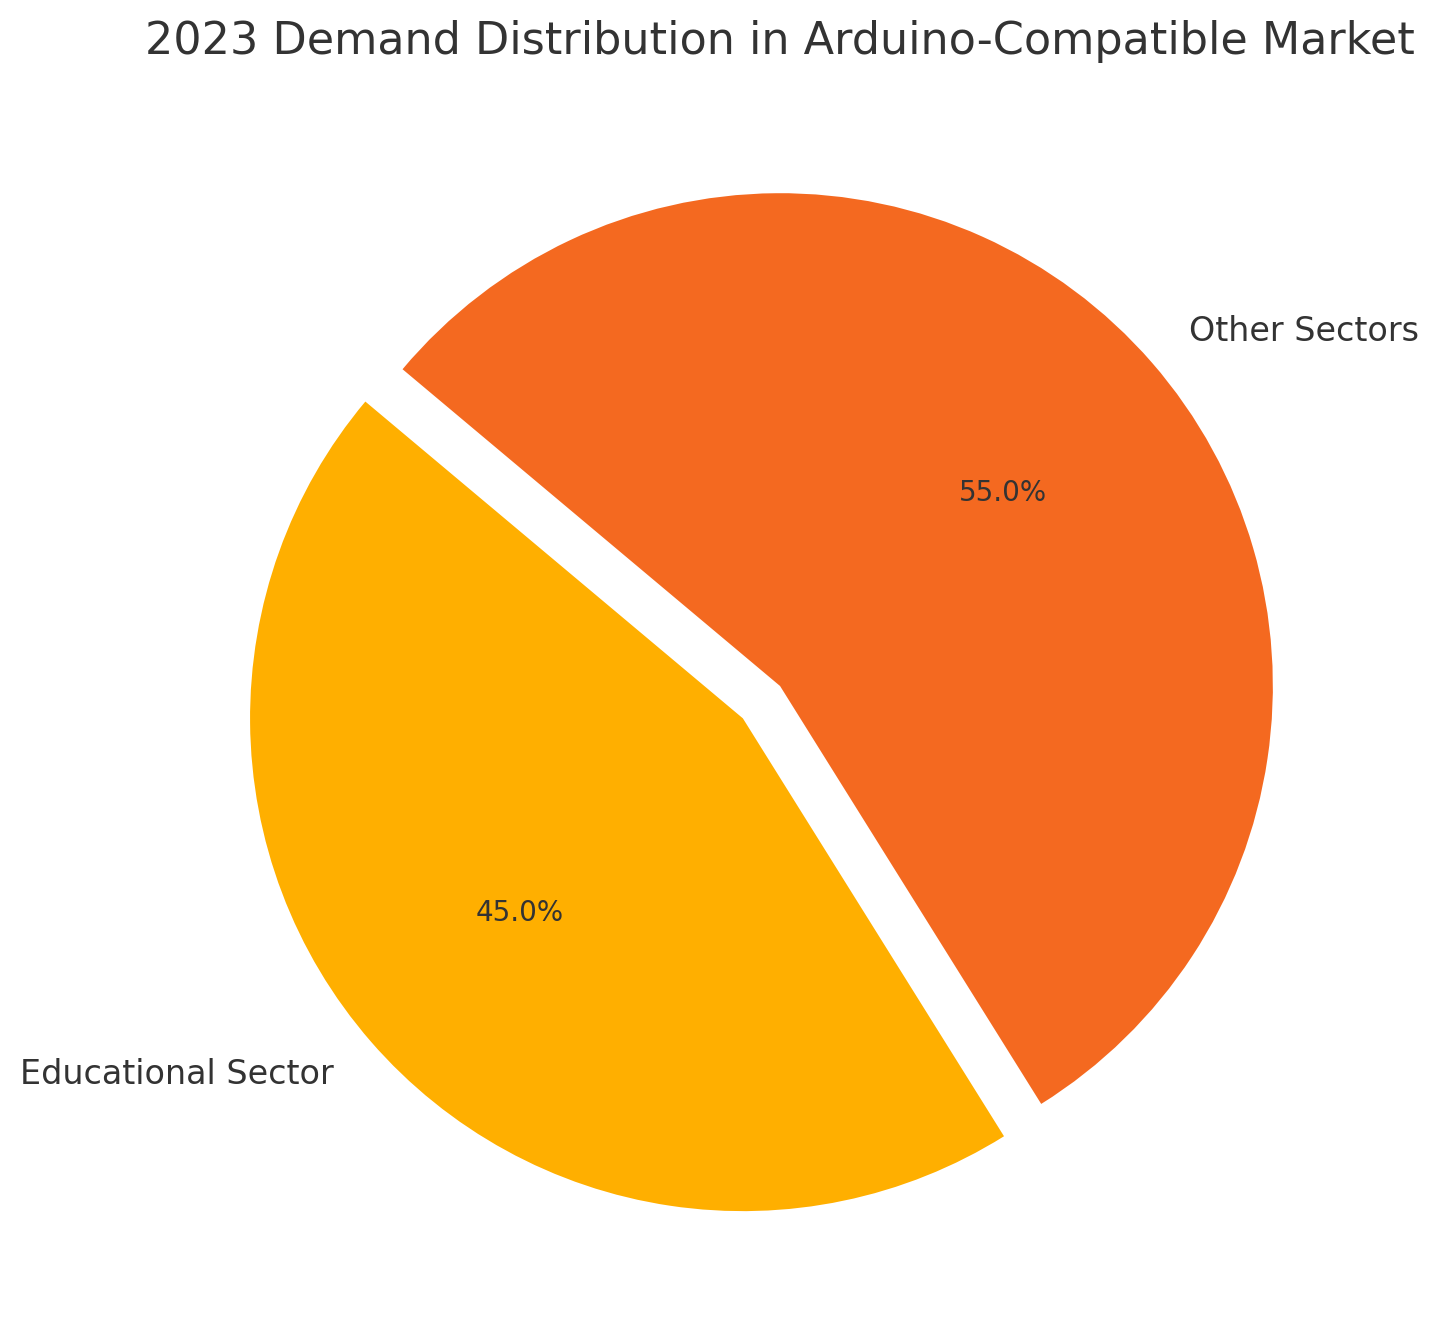 2023 Demand Distribution in Arduino-Compatible Market
Other Sectors
55.0%
45.0%
Educational Sector